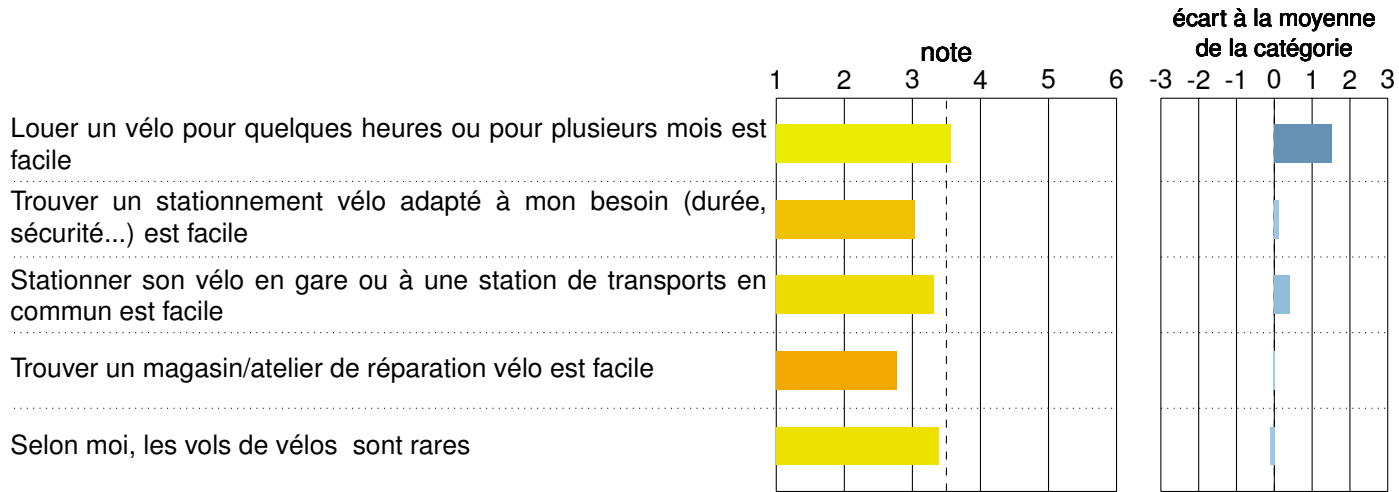 écart à la moyenne
note de la catégorie
1 2 3 4 5 6 -3 -2 -1 0 1 2 3
Louer un vélo pour quelques heures ou pour plusieurs mois est
facile
Trouver un stationnement vélo adapté à mon besoin (durée,
sécurité...) est facile
Stationner son vélo en gare ou à une station de transports en
commun est facile
Trouver un magasin/atelier de réparation vélo est facile
Selon moi, les vols de vélos sont rares